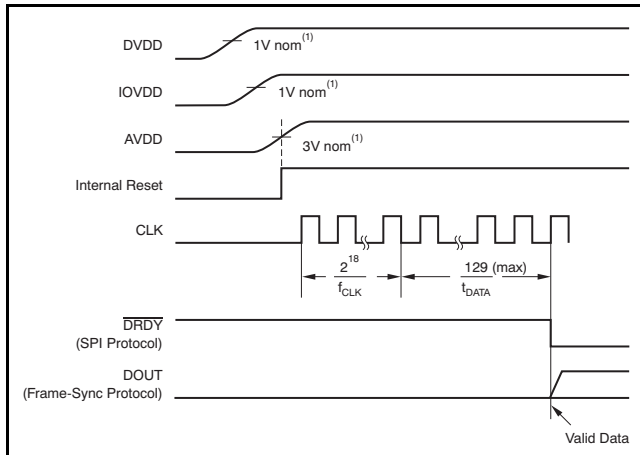 DVDD
1V nom(1)
IOVDD
1V nom(1)
AVDD
3V nom(1)
Internal Reset
CLK
2^18
f_CLK
129 (max)
t_DATA
DRDY
(SPI Protocol)
DOUT
(Frame-Sync Protocol)
Valid Data